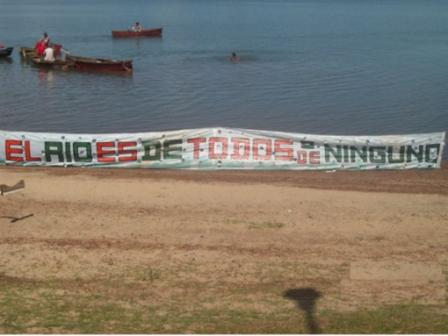 EL RIO ES DE TODOS DE NINGUNO